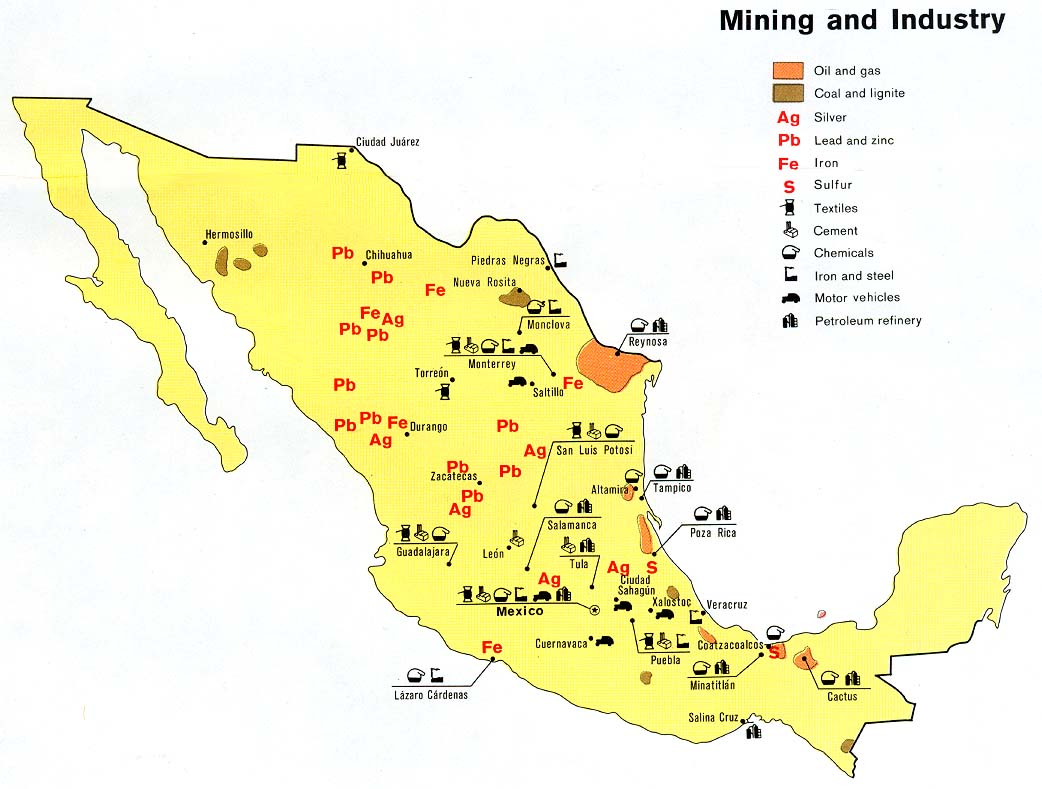 Mining and Industry
Oil and gas
Coal and lignite
Ag Silver
Pb Lead and zinc
Fe Iron
S Sulfur
Textiles
Cement
Chemicals
Iron and steel
Motor vehicles
Petroleum refinery
Ciudad Juárez
Hermosillo
Pb
Chihuahua
Piedras Negras
Pb
Nueva Rosita
Fe
Fe
Ag
Monclova
Pb
Pb
Reynosa
Monterrey
Torreón
Pb
Saltillo
Fe
Pb
Pb
Fe
Durango
Pb
Ag
Ag
San Luis Potosí
Pb
Zacatecas
Pb
Altamira
Tampico
Pb
Ag
Salamanca
Poza Rica
Guadalajara
León
Tula
Ag
Ag
S
Ciudad
Sahagún
Xalostoc
Veracruz
Mexico
Cuernavaca
Coatzacoalcos
S
Fe
Puebla
Minatitlán
Lázaro Cárdenas
Cactus
Salina Cruz